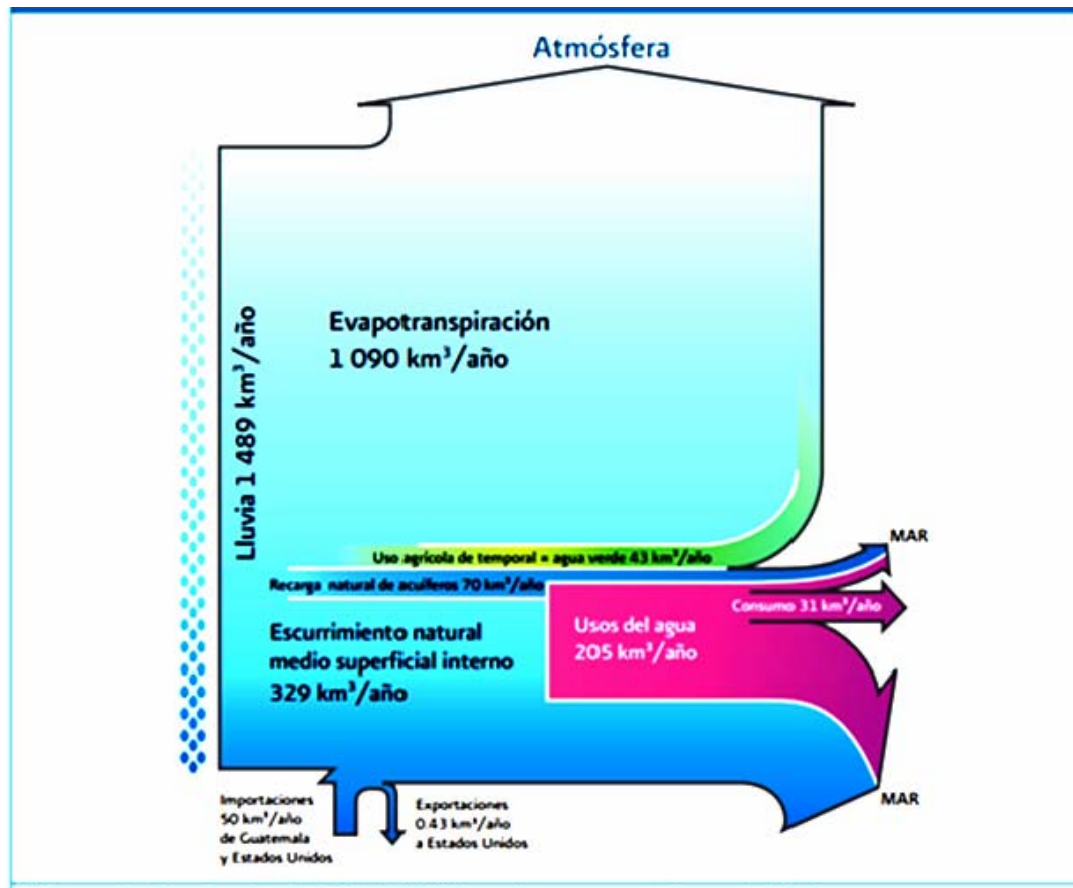 Atmósfera
Lluvia 1 489 km³/año
Evapotranspiración
1 090 km³/año
Uso agrícola de temporal = agua verde 43 km³/año
MAR
Recarga natural de acuíferos 70 km³/año
Consumo 31 km³/año
Usos del agua
205 km³/año
Escurrimiento natural
medio superficial interno
329 km³/año
Importaciones
50 km³/año
de Guatemala
y Estados Unidos
Exportaciones
0.43 km³/año
a Estados Unidos
MAR